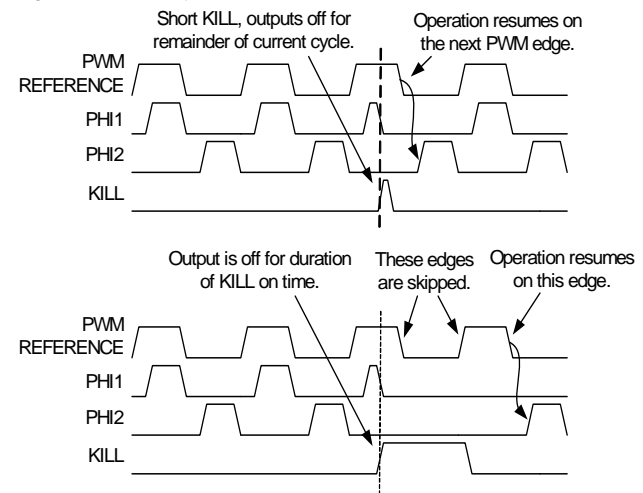 Short KILL, outputs off for
remainder of current cycle.
Operation resumes on
the next PWM edge.
PWM
REFERENCE
PHI1
PHI2
KILL
Output is off for duration
of KILL on time.
These edges
are skipped.
Operation resumes
on this edge.
PWM
REFERENCE
PHI1
PHI2
KILL